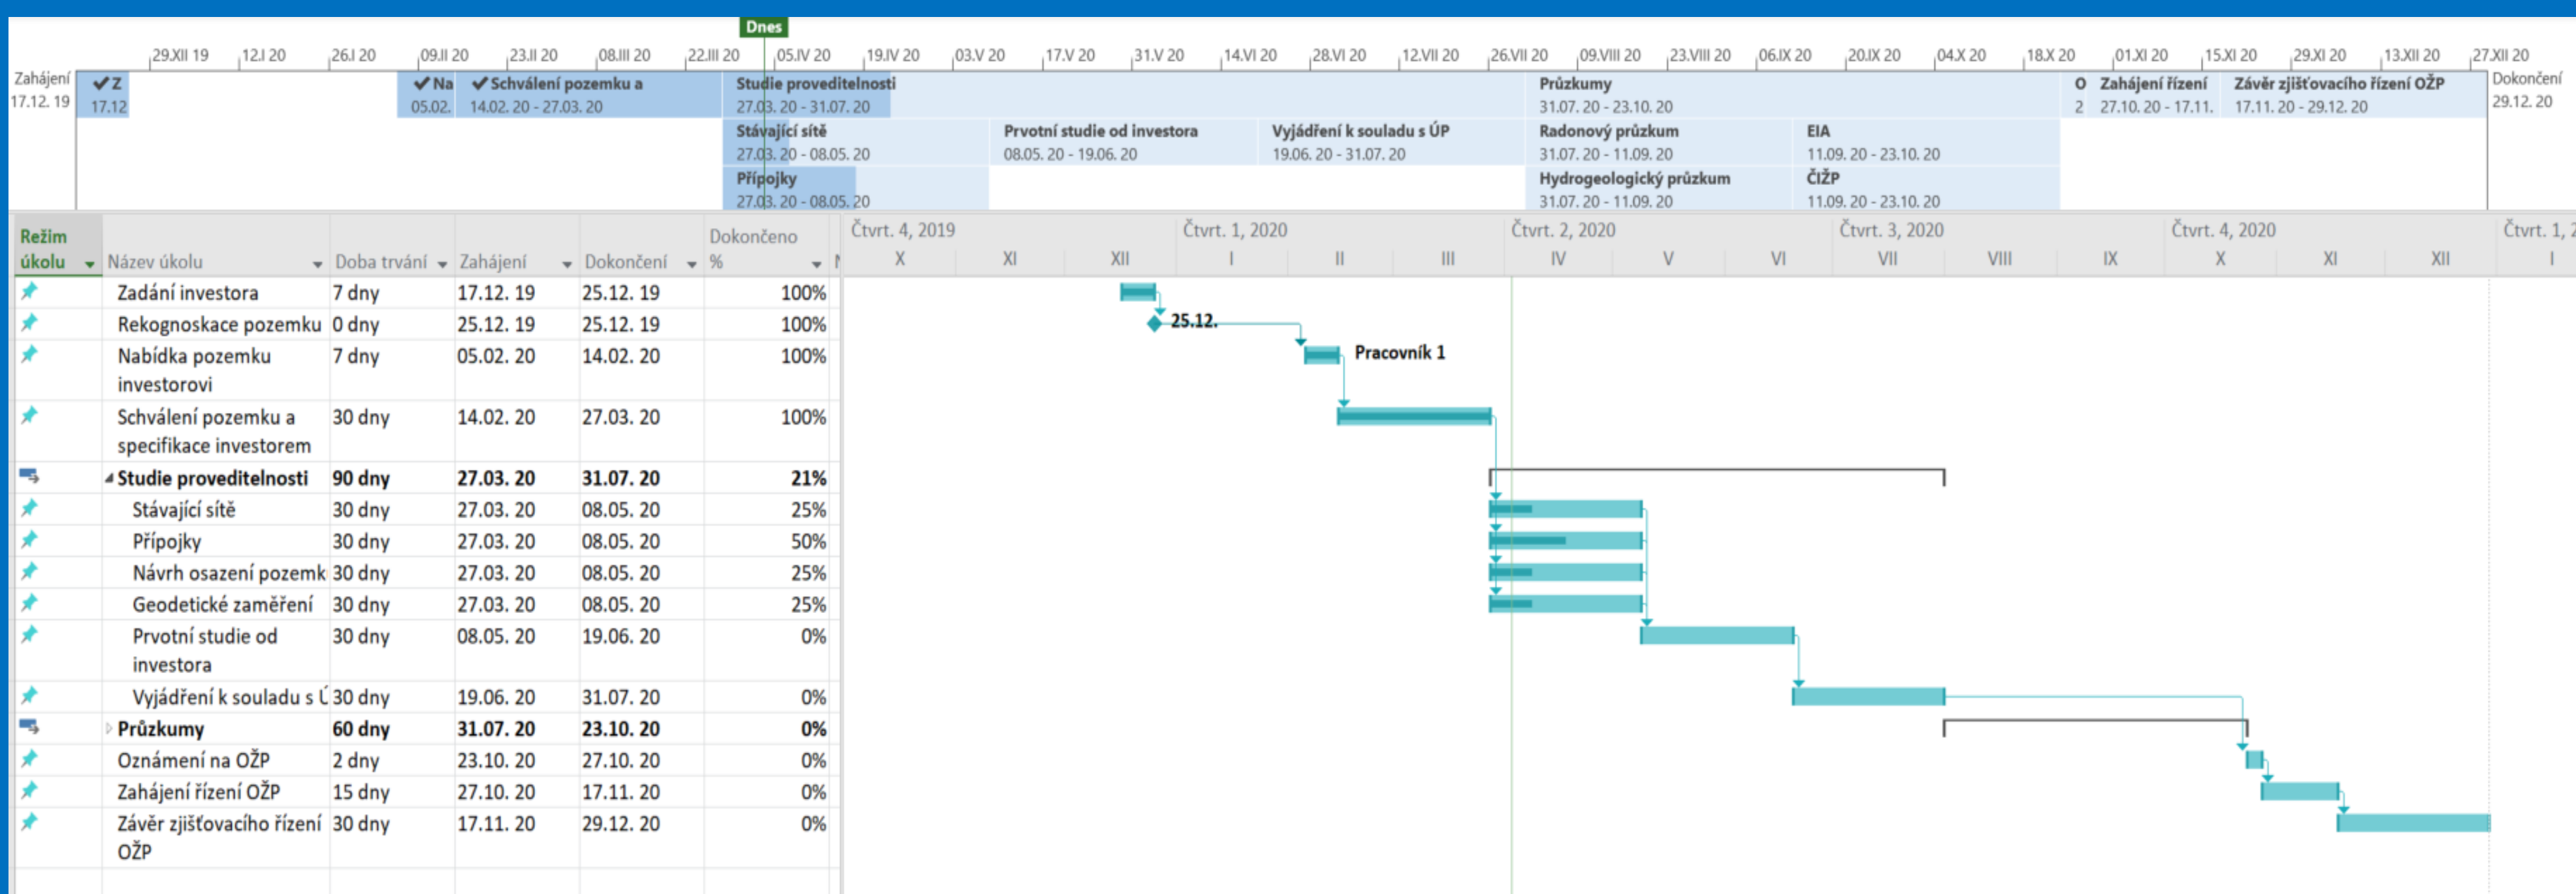 Dnes
29.XII 19 12.I 20 26.I 20 09.II 20 23.II 20 08.III 20 22.III 20 05.IV 20 19.IV 20 03.V 20 17.V 20 31.V 20 14.VI 20 28.VI 20 12.VII 20 26.VII 20 09.VIII 20 23.VIII 20 06.IX 20 20.IX 20 04.X 20 18.X 20 01.XI 20 15.XI 20 29.XI 20 13.XII 20 27.XII 20
Zahájení
17.12. 19
✔ Z
17.12
✔ Na
05.02.
✔ Schválení pozemku a
14.02. 20 - 27.03. 20
Studie proveditelnosti
27.03. 20 - 31.07. 20
Průzkumy
31.07. 20 - 23.10. 20
O
2
Zahájení řízení
27.10. 20 - 17.11.
Závěr zjišťovacího řízení OŽP
17.11. 20 - 29.12. 20
Dokončení
29.12. 20
Stávající sítě
27.03. 20 - 08.05. 20
Prvotní studie od investora
08.05. 20 - 19.06. 20
Vyjádření k souladu s ÚP
19.06. 20 - 31.07. 20
Radonový průzkum
31.07. 20 - 11.09. 20
EIA
11.09. 20 - 23.10. 20
Přípojky
27.03. 20 - 08.05. 20
Hydrogeologický průzkum
31.07. 20 - 11.09. 20
ČIŽP
11.09. 20 - 23.10. 20
Režim
úkolu
Název úkolu
Doba trvání
Zahájení
Dokončení
Dokončeno
%
Čtvrt. 4, 2019 Čtvrt. 1, 2020 Čtvrt. 2, 2020 Čtvrt. 3, 2020 Čtvrt. 4, 2020 Čtvrt. 1, 2
X XI XII I II III IV V VI VII VIII IX X XI XII I
Zadání investora 7 dny 17.12. 19 25.12. 19 100%
Rekognoskace pozemku 0 dny 25.12. 19 25.12. 19 100% 25.12.
Nabídka pozemku 7 dny 05.02. 20 14.02. 20 100% Pracovník 1
investorovi
Schválení pozemku a 30 dny 14.02. 20 27.03. 20 100%
specifikace investorem
Studie proveditelnosti 90 dny 27.03. 20 31.07. 20 21%
Stávající sítě 30 dny 27.03. 20 08.05. 20 25%
Přípojky 30 dny 27.03. 20 08.05. 20 50%
Návrh osazení pozemk 30 dny 27.03. 20 08.05. 20 25%
Geodetické zaměření 30 dny 27.03. 20 08.05. 20 25%
Prvotní studie od 30 dny 08.05. 20 19.06. 20 0%
investora
Vyjádření k souladu s Ú 30 dny 19.06. 20 31.07. 20 0%
Průzkumy 60 dny 31.07. 20 23.10. 20 0%
Oznámení na OŽP 2 dny 23.10. 20 27.10. 20 0%
Zahájení řízení OŽP 15 dny 27.10. 20 17.11. 20 0%
Závěr zjišťovacího řízení 30 dny 17.11. 20 29.12. 20 0%
OŽP